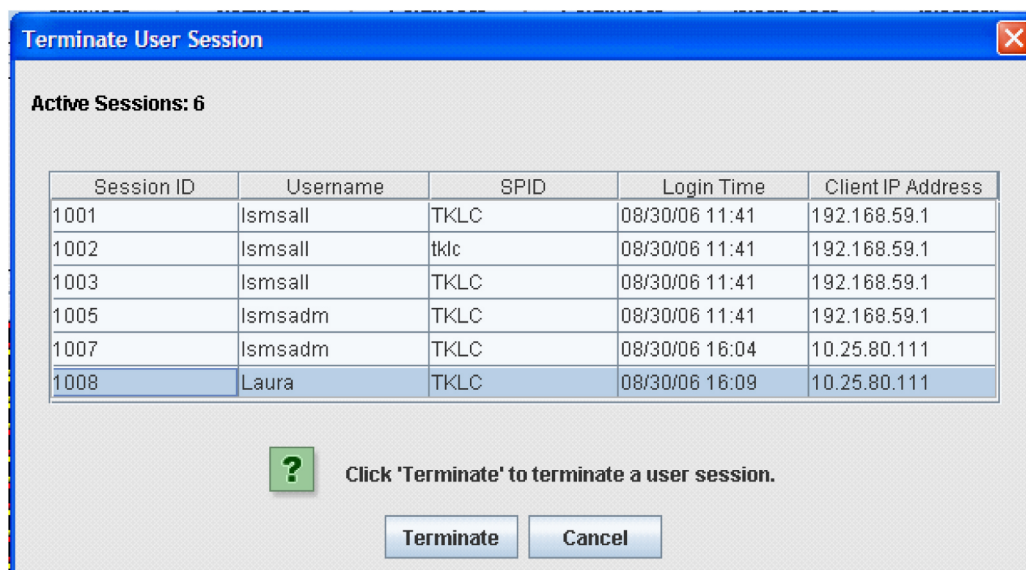 Terminate User Session
Active Sessions: 6
Session ID Username SPID Login Time Client IP Address
1001 lsmsall TKLC 08/30/06 11:41 192.168.59.1
1002 lsmsall tklc 08/30/06 11:41 192.168.59.1
1003 lsmsall TKLC 08/30/06 11:41 192.168.59.1
1005 lsmsadm TKLC 08/30/06 11:41 192.168.59.1
1007 lsmsadm TKLC 08/30/06 16:04 10.25.80.111
1008 Laura TKLC 08/30/06 16:09 10.25.80.111
? Click 'Terminate' to terminate a user session.
Terminate Cancel